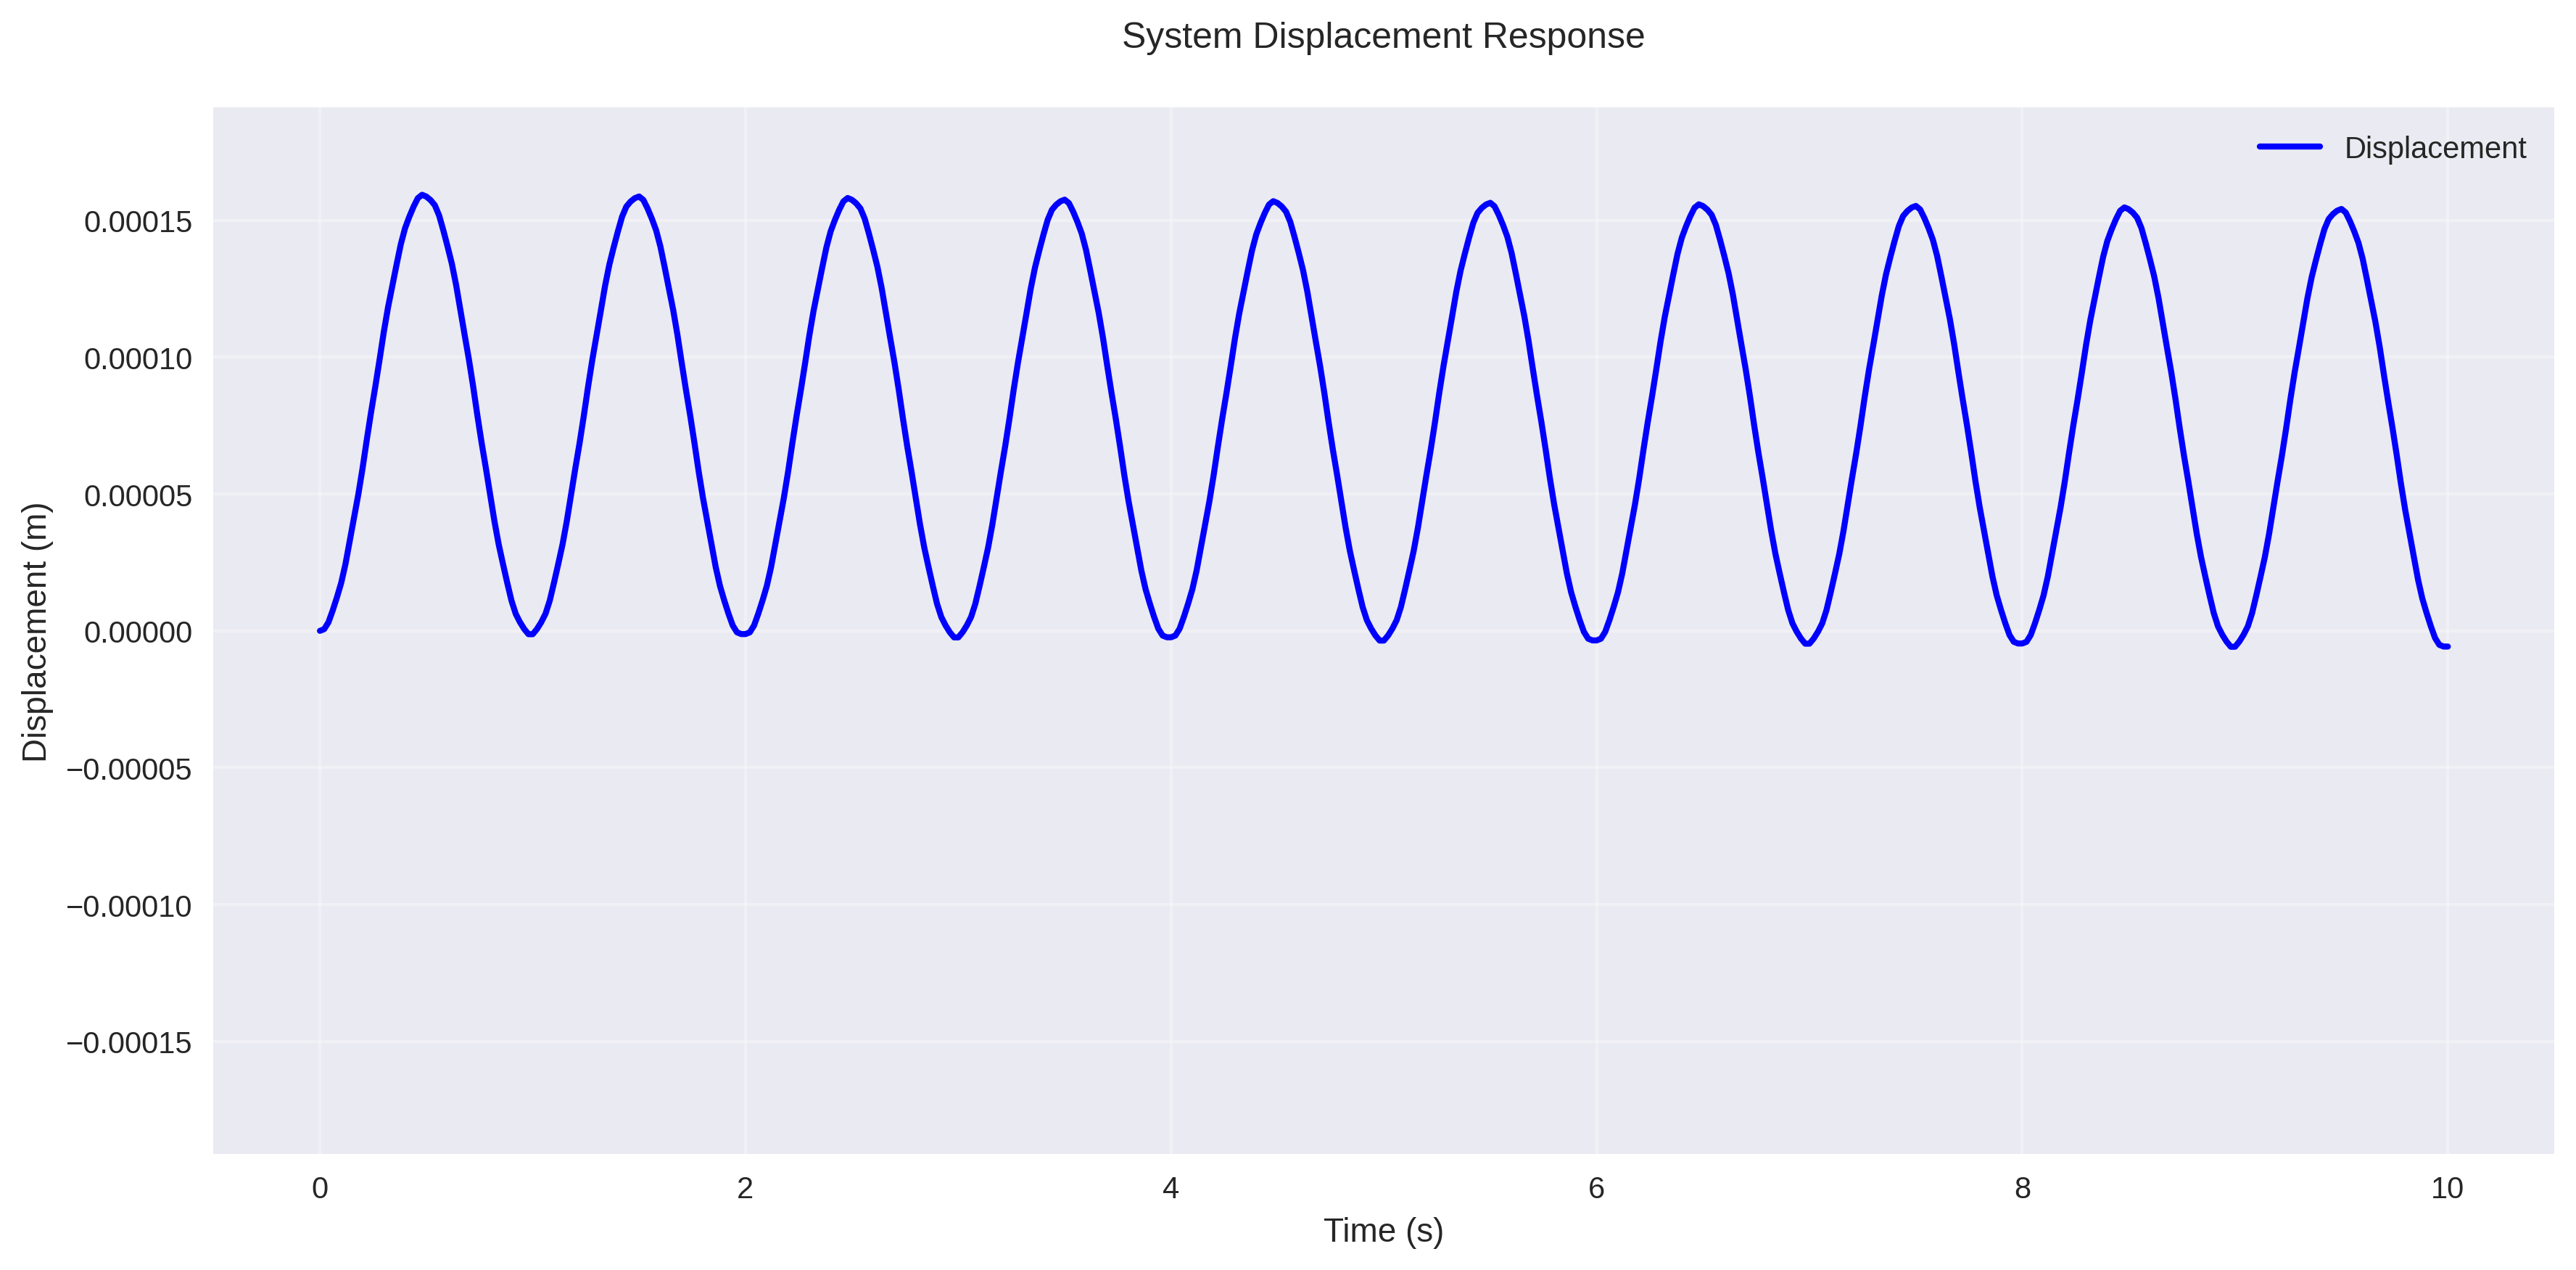 System Displacement Response
Displacement
0.00015
0.00010
0.00005
0.00000
−0.00005
−0.00010
−0.00015
Displacement (m)
0 2 4 6 8 10
Time (s)